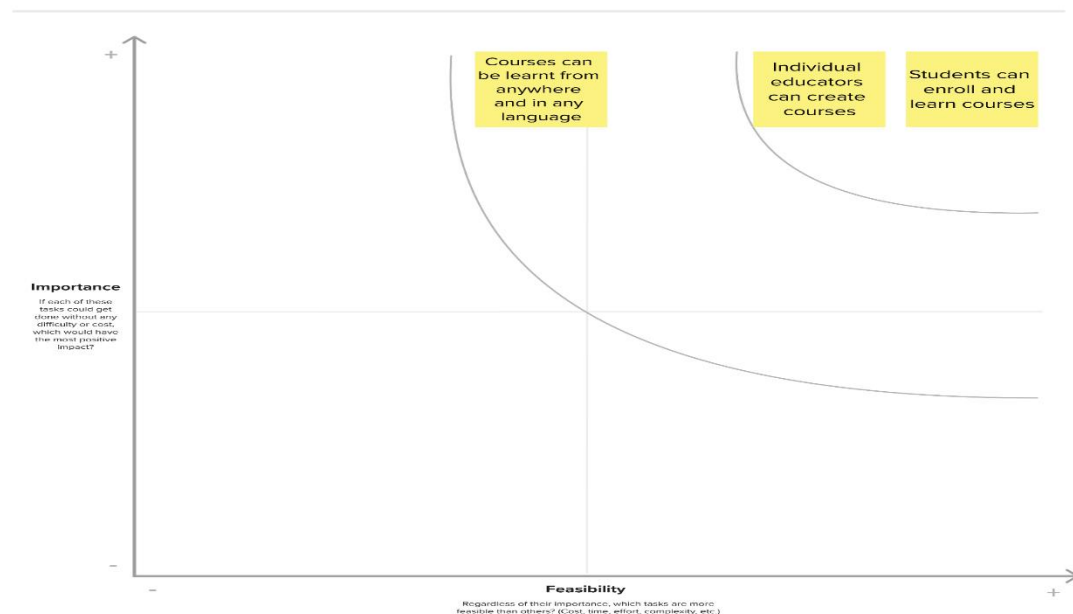 +
Courses can
be learnt from
anywhere
and in any
language
Individual
educators
can create
courses
Students can
enroll and
learn courses
Importance
If each of these
tasks could get
done without any
difficulty or cost,
which would have
the most positive
impact?
-
-
Feasibility
+
Regardless of their importance, which tasks are more
feasible than others? (Cost, time, effort, complexity, etc.)